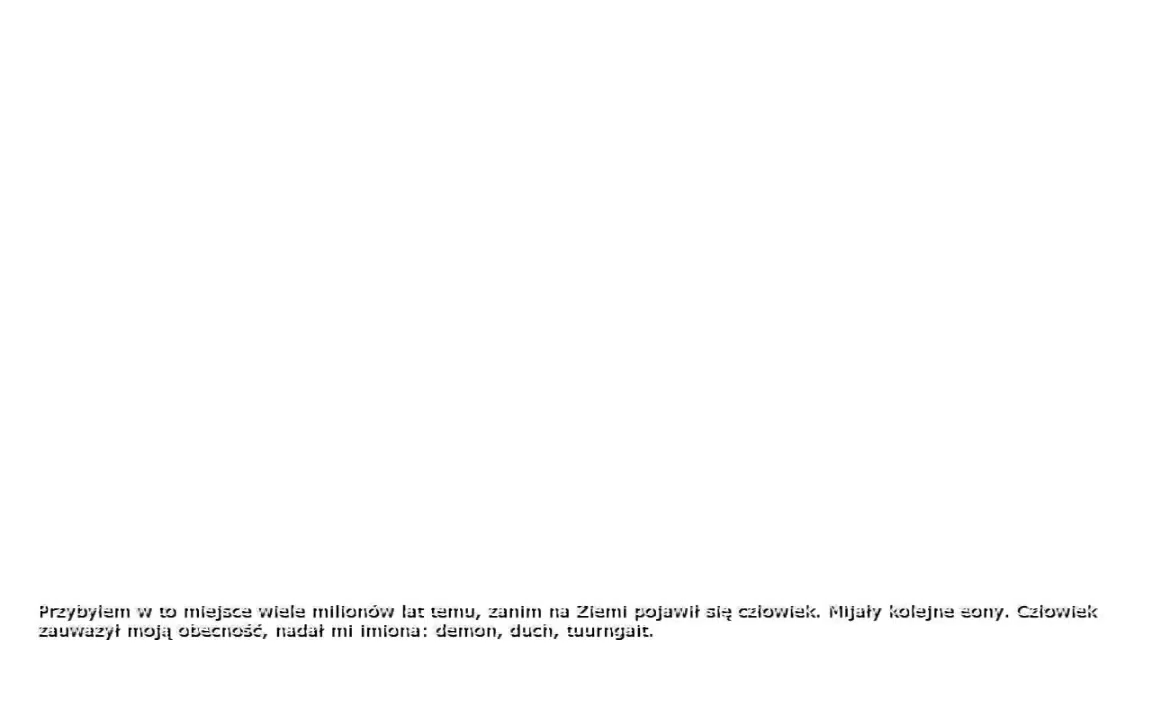 Przybyłem w to miejsce wiele milionów lat temu, zanim na Ziemi pojawił się człowiek. Mijały kolejne eony. Człowiek
zauważył moją obecność, nadał mi imiona: demon, duch, tuurngait.